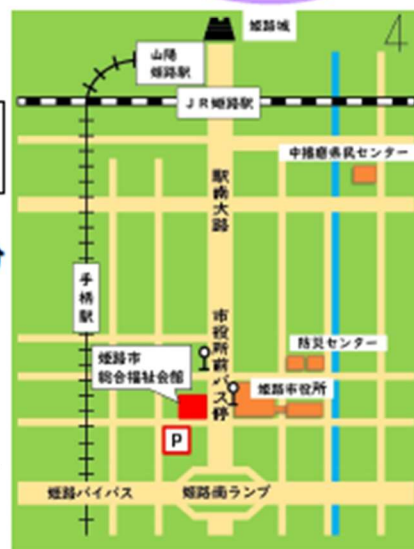 姫路城
4
山陽
姫路駅
JR姫路駅
中播磨県民センター
駅南大路
手柄駅
市役所前バス停
防災センター
姫路市
総合福祉会館
姫路市役所
P
姫路バイパス
姫路南ランプ